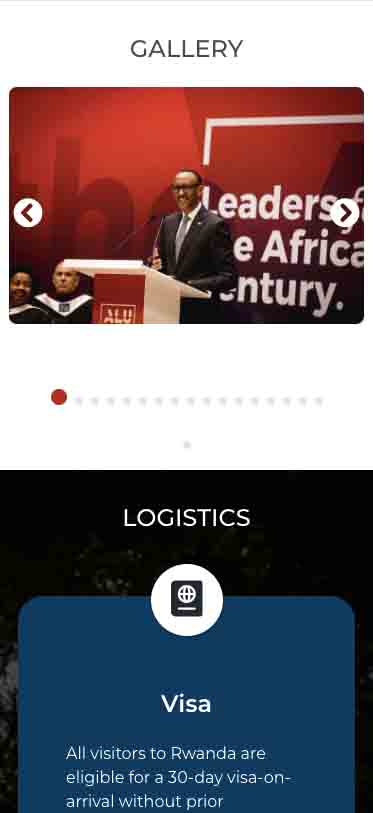 GALLERY
Leaders f
e Africa
entury.
ALU
LOGISTICS
Visa
All visitors to Rwanda are
eligible for a 30-day visa-on-
arrival without prior